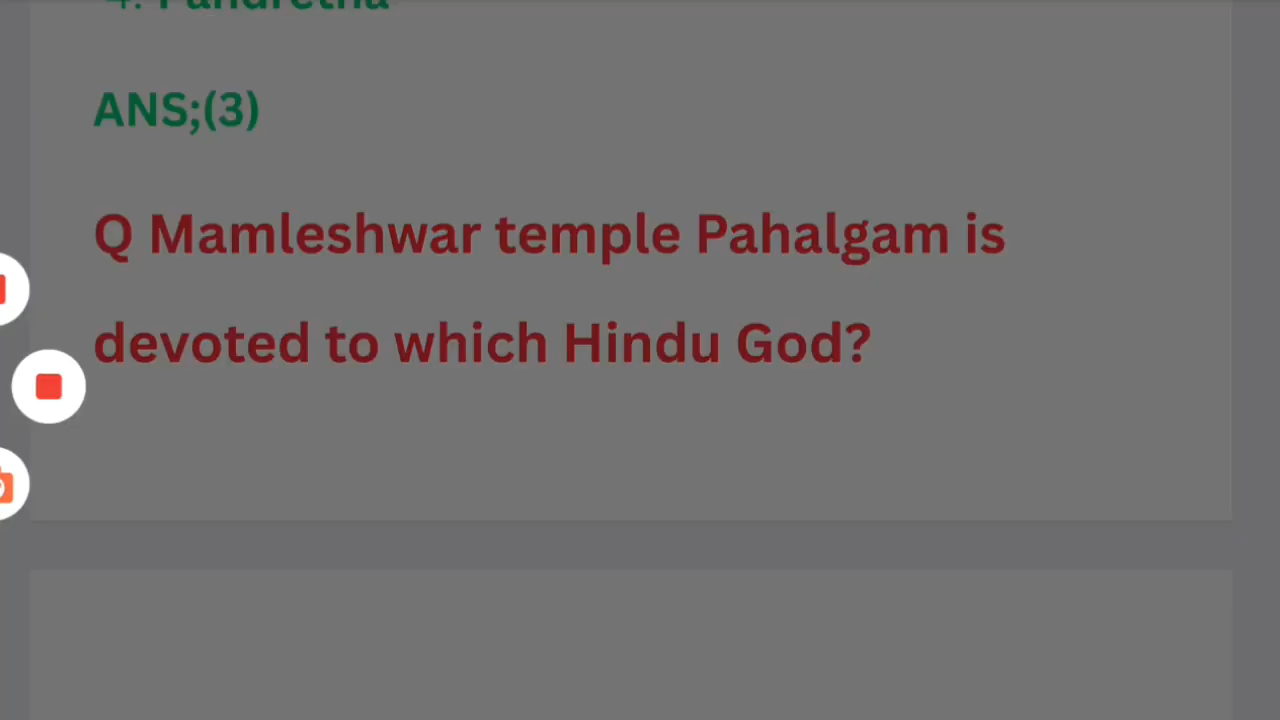 ANS;(3)
Q Mamleshwar temple Pahalgam is
devoted to which Hindu God?